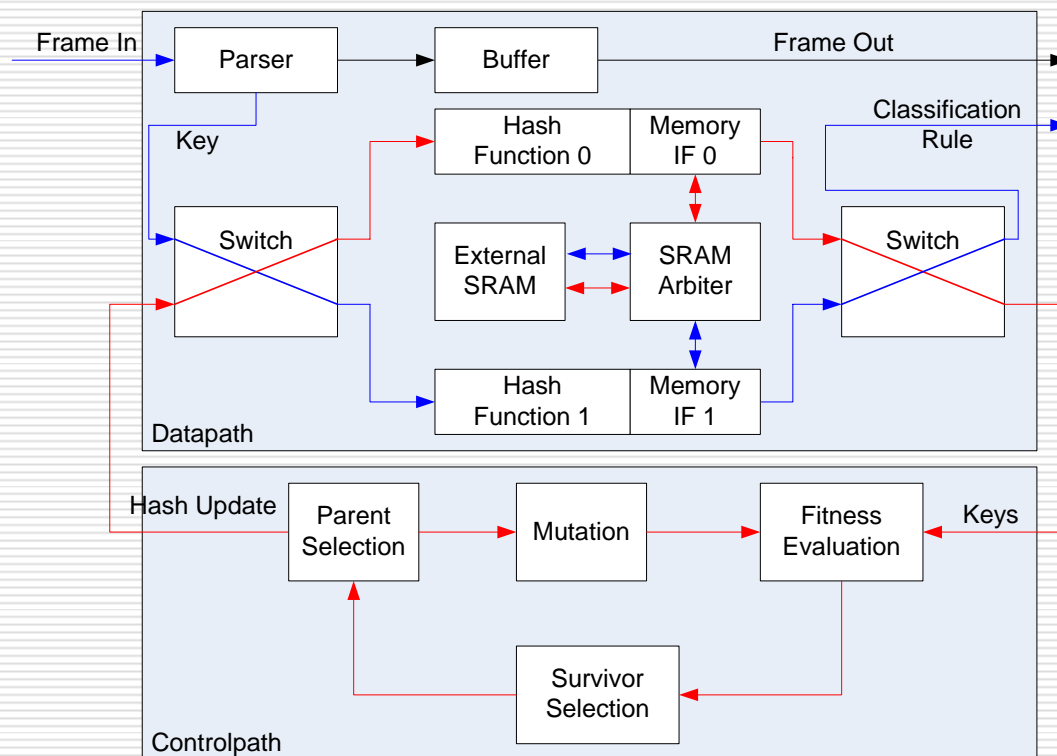 Frame In
Parser
Buffer
Frame Out
Key
Hash
Function 0
Memory
IF 0
Classification
Rule
Switch
External
SRAM
SRAM
Arbiter
Switch
Hash
Function 1
Memory
IF 1
Datapath
Hash Update
Parent
Selection
Mutation
Fitness
Evaluation
Keys
Survivor
Selection
Controlpath